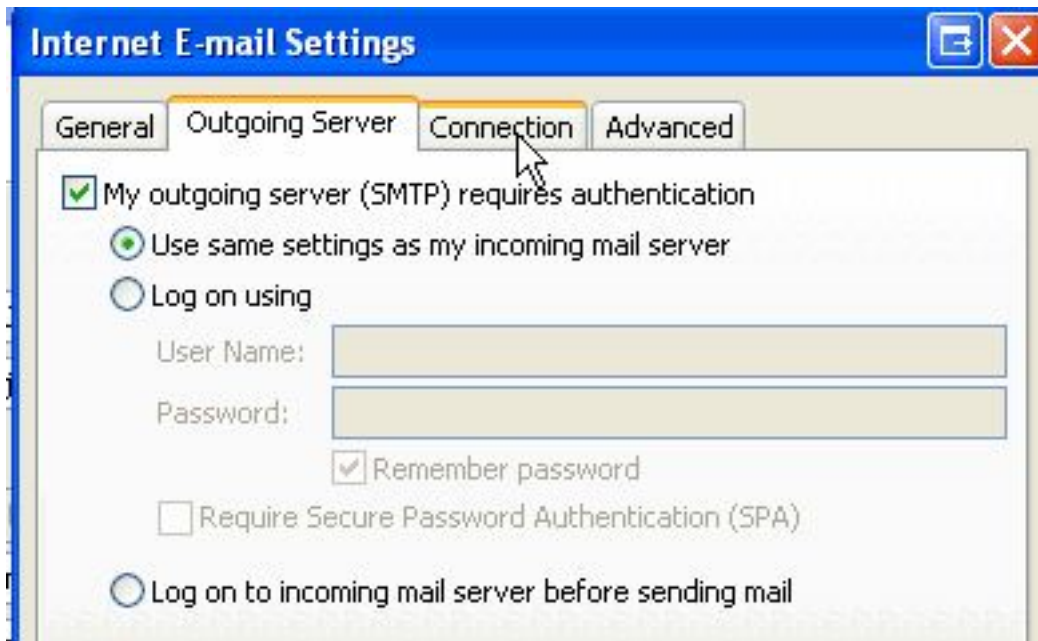 Internet E-mail Settings
General Outgoing Server Connection Advanced
My outgoing server (SMTP) requires authentication
Use same settings as my incoming mail server
Log on using
User Name:
Password:
Remember password
Require Secure Password Authentication (SPA)
Log on to incoming mail server before sending mail